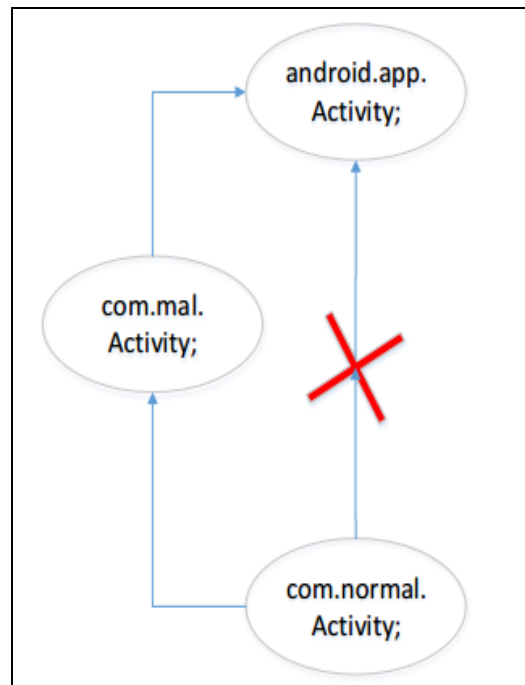 android.app.
Activity;
com.mal.
Activity;
com.normal.
Activity;